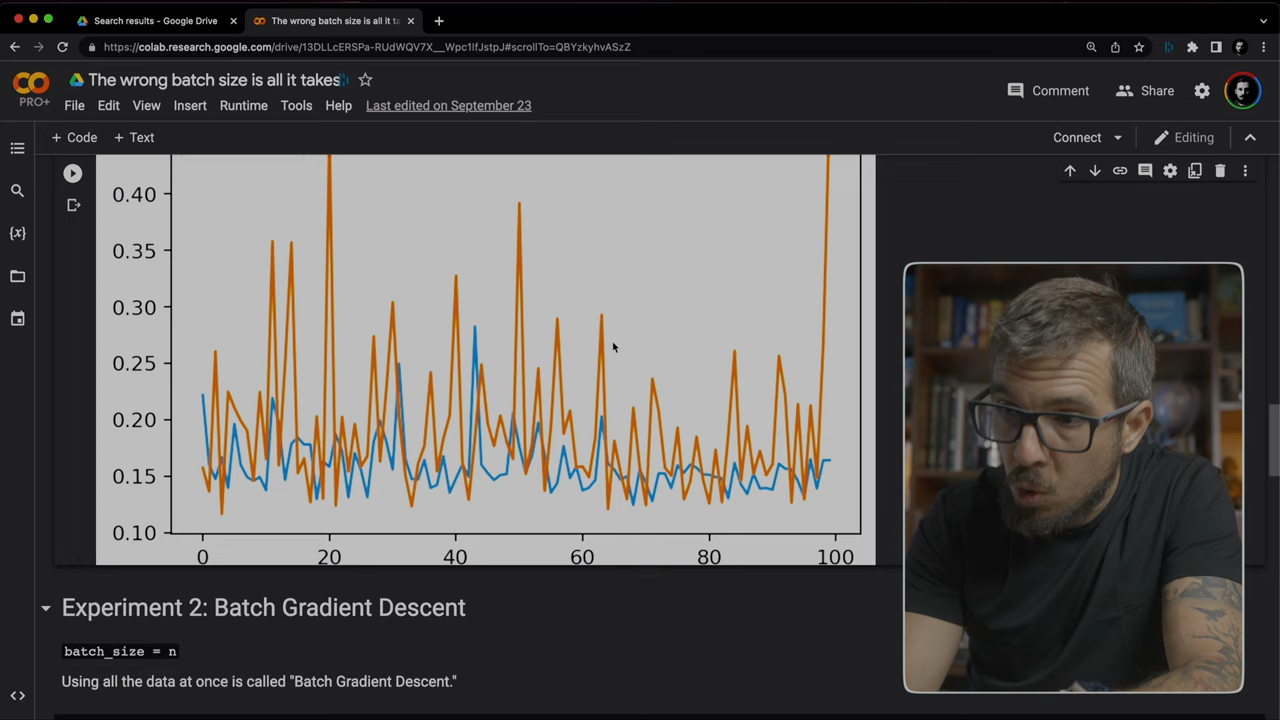 Search results - Google Drive
The wrong batch size is all it ta
https://colab.research.google.com/drive/13DLLcERSPa-RUdWQV7X__Wpc1lfJstpJ#scrollTo=QBYzkyhvASzZ
The wrong batch size is all it takes
PRO+
File Edit View Insert Runtime Tools Help Last edited on September 23
Comment Share
+ Code + Text
Connect Editing
{x}
0.40
0.35
0.30
0.25
0.20
0.15
0.10
0 20 40 60 80 100
Experiment 2: Batch Gradient Descent
batch_size = n
Using all the data at once is called "Batch Gradient Descent."